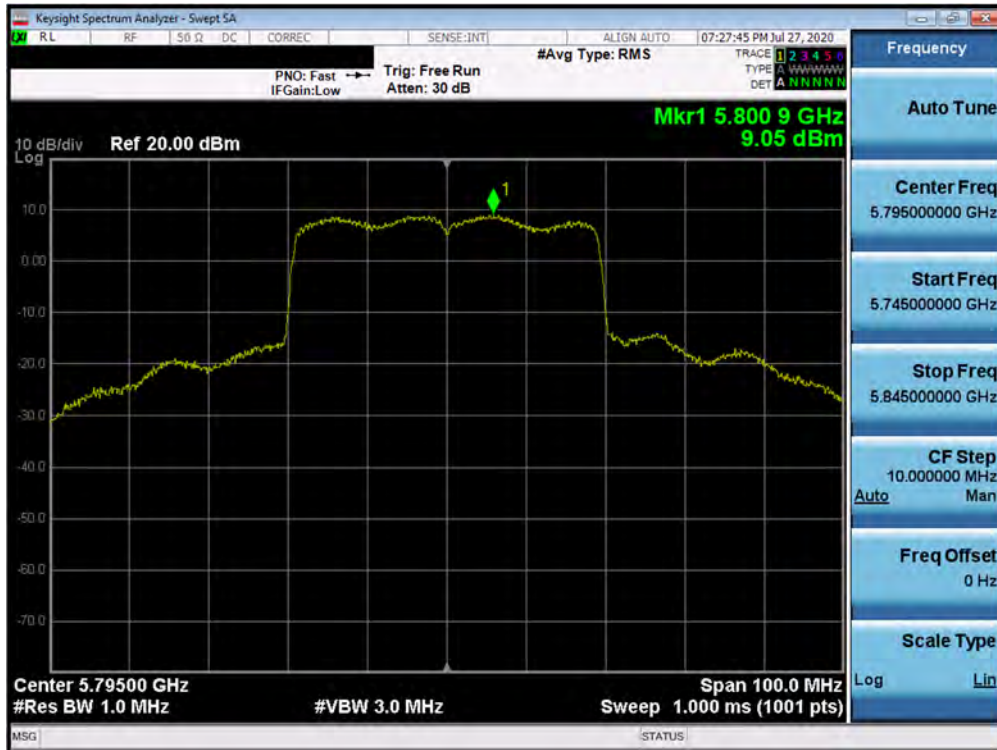 Keysight Spectrum Analyzer - Swept SA
LXI RL RF 50 Ω DC CORREC SENSE:INT ALIGN AUTO 07:27:45 PM Jul 27, 2020
#Avg Type: RMS
TRACE 1 2 3 4 5 6
PNO: Fast Trig: Free Run
TYPE A WWWWW
IFGain:Low Atten: 30 dB
DET A N N N N N
Mkr1 5.800 9 GHz
9.05 dBm
10 dB/div Ref 20.00 dBm
Log
1
10.0
0.00
-10.0
-20.0
-30.0
-40.0
-50.0
-60.0
-70.0
Center 5.79500 GHz Span 100.0 MHz
#Res BW 1.0 MHz #VBW 3.0 MHz Sweep 1.000 ms (1001 pts)
MSG STATUS
Frequency
Auto Tune
Center Freq
5.795000000 GHz
Start Freq
5.745000000 GHz
Stop Freq
5.845000000 GHz
CF Step
10.000000 MHz
Auto Man
Freq Offset
0 Hz
Scale Type
Log Lin